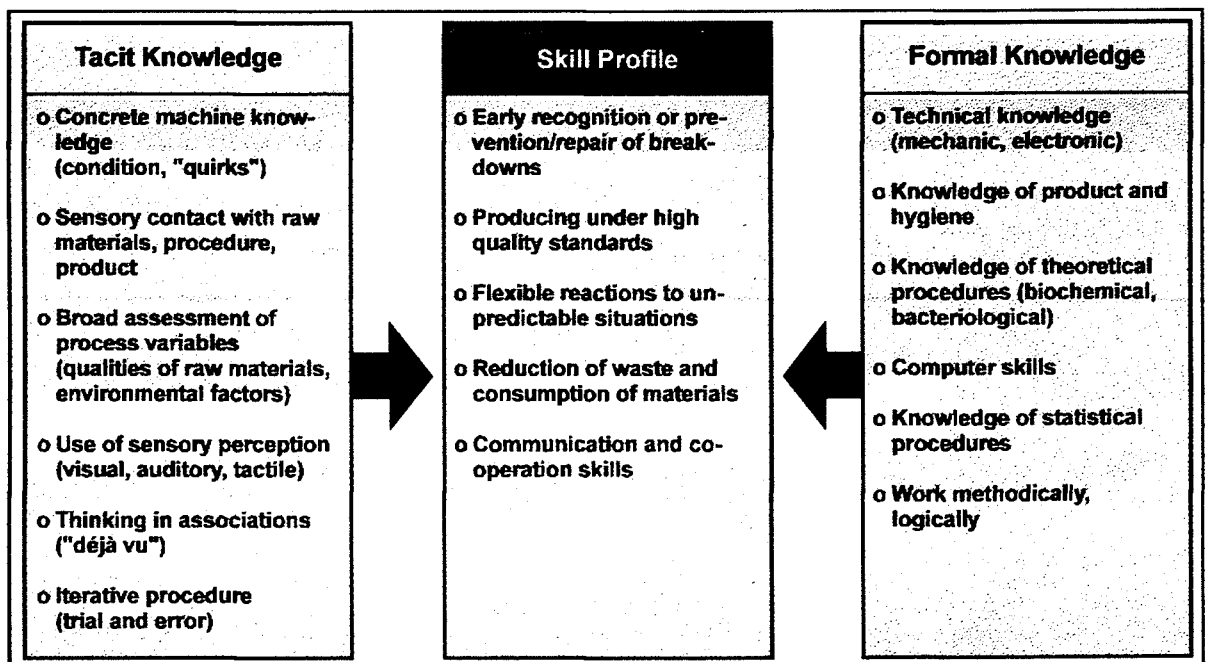 Tacit Knowledge
o Concrete machine know-
ledge
(condition, "quirks")
o Sensory contact with raw
materials, procedure,
product
o Broad assessment of
process variables
(qualities of raw materials,
environmental factors)
o Use of sensory perception
(visual, auditory, tactile)
o Thinking in associations
("déjà vu")
o Iterative procedure
(trial and error)
Skill Profile
o Early recognition or pre-
vention/repair of break-
downs
o Producing under high
quality standards
o Flexible reactions to un-
predictable situations
o Reduction of waste and
consumption of materials
o Communication and co-
operation skills
Formal Knowledge
o Technical knowledge
(mechanic, electronic)
o Knowledge of product and
hygiene
o Knowledge of theoretical
procedures (biochemical,
bacteriological)
o Computer skills
o Knowledge of statistical
procedures
o Work methodically,
logically